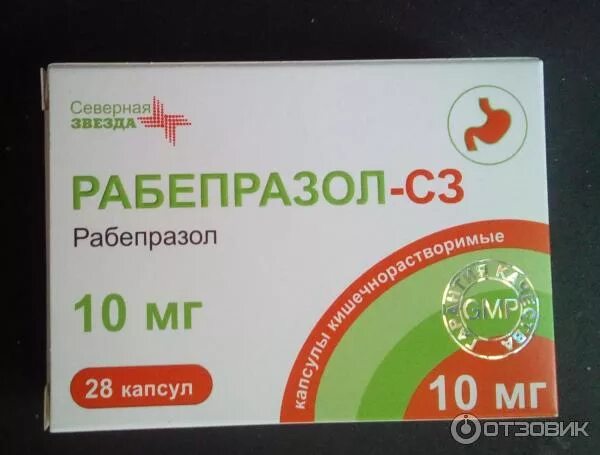 Северная
ЗВЕЗДА
РАБЕПРАЗОЛ-СЗ
Рабепразол
10 мг
28 капсул
капсулы кишечнорастворимые
ГАРАНТИЯ КАЧЕСТВА
GMP
10 мг
ОТЗОВИК